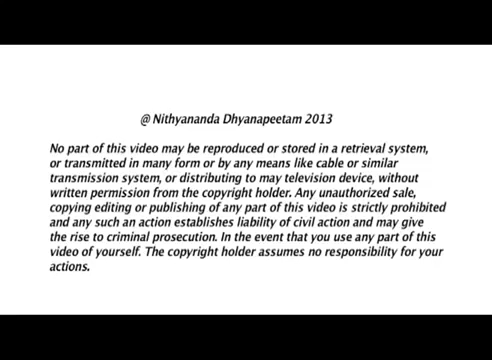 @ Nithyananda Dhyanapeetam 2013
No part of this video may be reproduced or stored in a retrieval system,
or transmitted in many form or by any means like cable or similar
transmission system, or distributing to may television device, without
written permission from the copyright holder. Any unauthorized sale,
copying editing or publishing of any part of this video is strictly prohibited
and any such an action establishes liability of civil action and may give
the rise to criminal prosecution. In the event that you use any part of this
video of yourself. The copyright holder assumes no responsibility for your
actions.